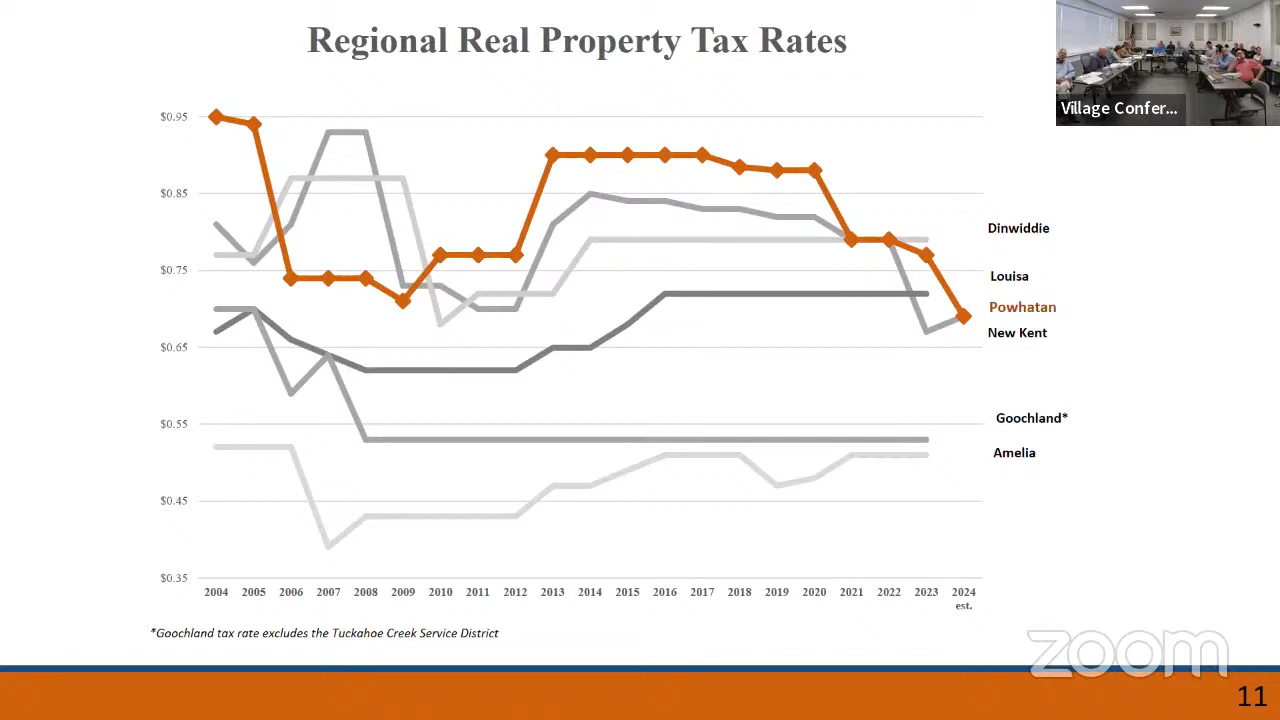 Regional Real Property Tax Rates
Village Confer...
$0.95
$0.85
$0.75
$0.65
$0.55
$0.45
$0.35
Dinwiddie
Louisa
Powhatan
New Kent
Goochland*
Amelia
2004 2005 2006 2007 2008 2009 2010 2011 2012 2013 2014 2015 2016 2017 2018 2019 2020 2021 2022 2023 2024
est.
*Goochland tax rate excludes the Tuckahoe Creek Service District
zoom
11